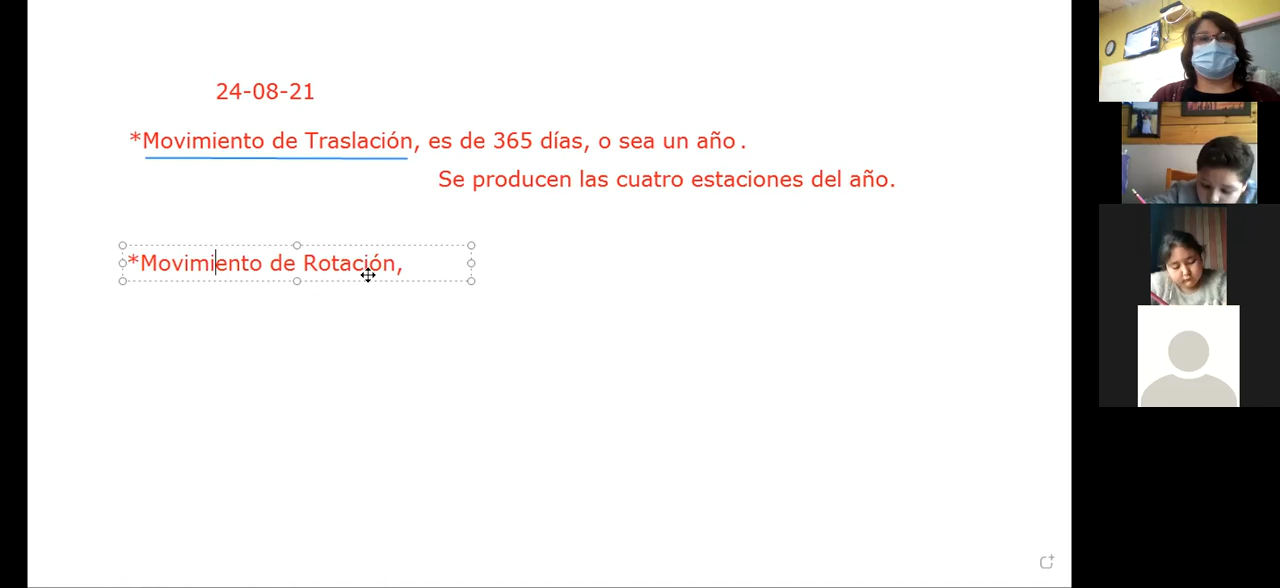 24-08-21
*Movimiento de Traslación, es de 365 días, o sea un año .
Se producen las cuatro estaciones del año.
*Movimiento de Rotación,